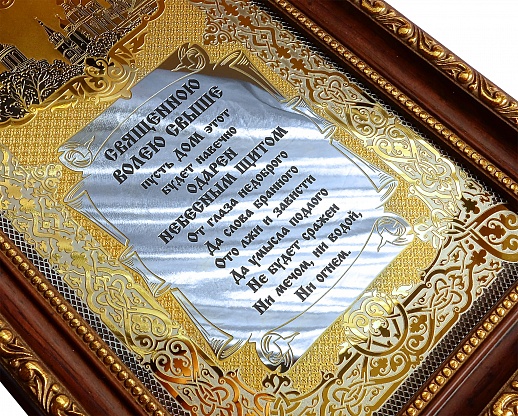 Священною
волею свыше
пусть дом этот
Будет навечно
одарен
небесным щитом
От глаза недоброго
Да слова бранного
Ото лжи и зависти
Да умысла подлого
Не будет сражен
Ни мечом, ни водой,
Ни огнем.